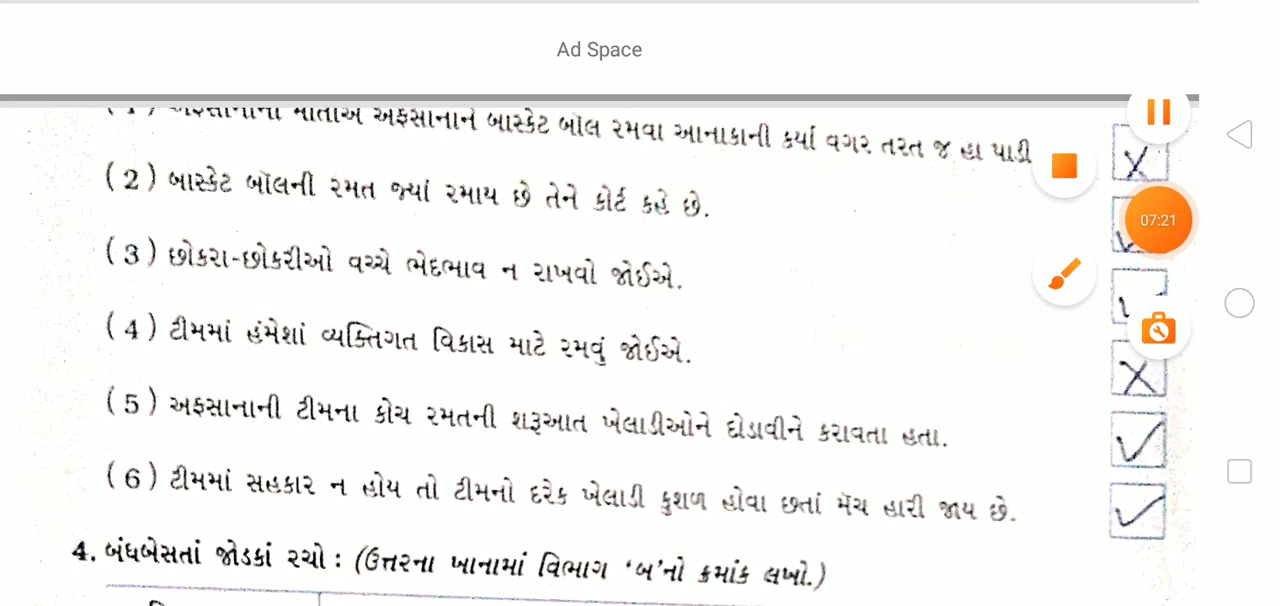 Ad Space
માતાએ અફસાનાને બાસ્કેટ બૉલ રમવા આનાકાની કર્યા વગર તરત જ હા પાડી
(2) બાસ્કેટ બૉલની રમત જ્યાં રમાય છે તેને કોર્ટ કહે છે.
07:21
(3) છોકરા-છોકરીઓ વચ્ચે ભેદભાવ ન રાખવો જોઈએ.
(4) ટીમમાં હંમેશાં વ્યક્તિગત વિકાસ માટે રમવું જોઈએ.
(5) અફસાનાની ટીમના કોચ રમતની શરૂઆત ખેલાડીઓને દોડાવીને કરાવતા હતા.
(6) ટીમમાં સહકાર ન હોય તો ટીમનો દરેક ખેલાડી કુશળ હોવા છતાં મૅચ હારી જાય છે.
4. બંધબેસતાં જોડકાં રચો : (ઉત્તરના ખાનામાં વિભાગ ‘બ’નો ક્રમાંક લખો.)